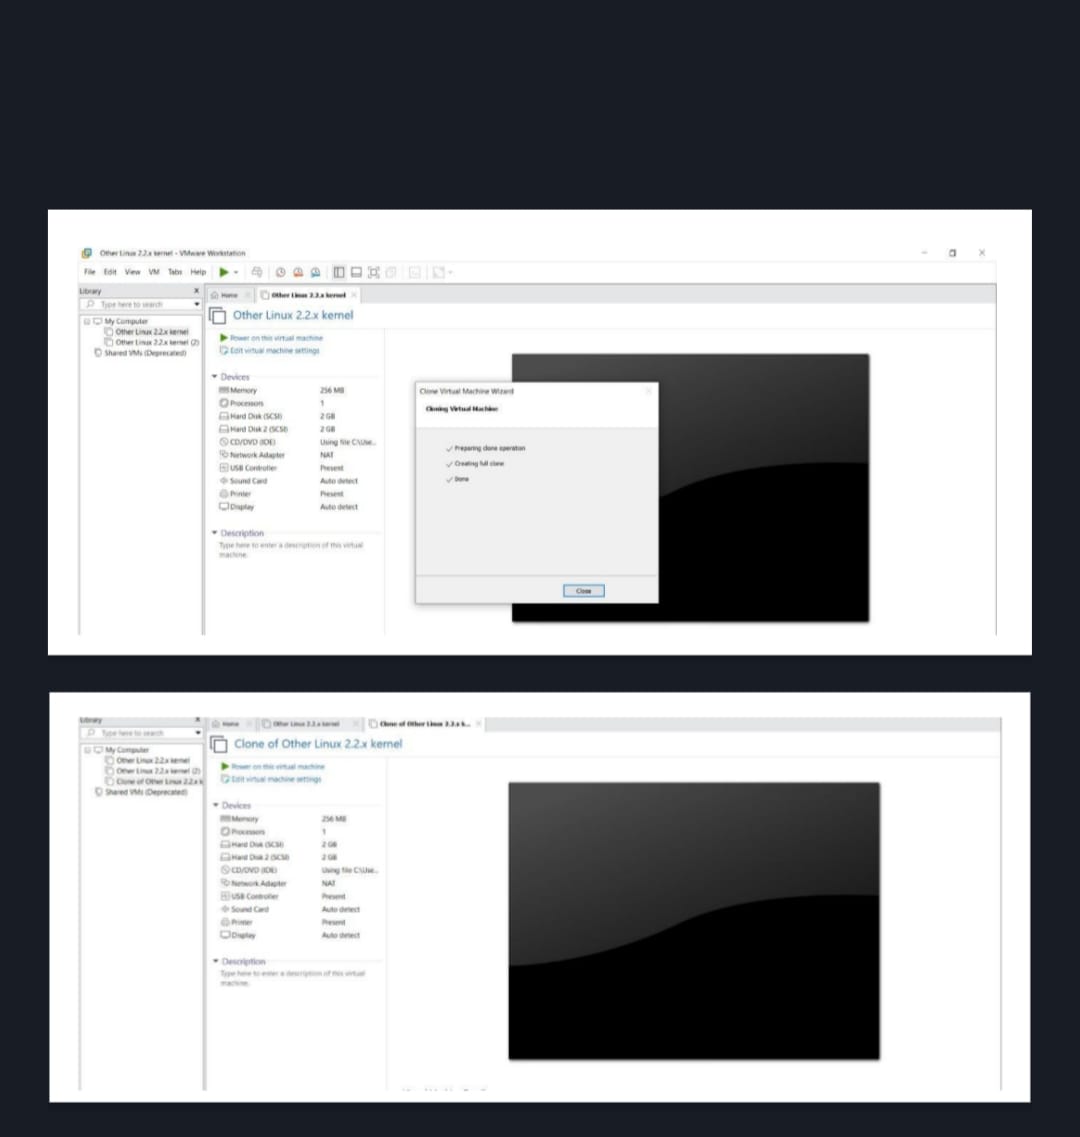 Other Linux 2.2.x kernel - VMware Workstation
File Edit View VM Tabs Help
Library
Home
Other Linux 2.2.x kernel
Type here to search
My Computer
Other Linux 2.2.x kernel
Other Linux 2.2.x kernel (2)
Shared VMs (Deprecated)
Other Linux 2.2.x kernel
Power on this virtual machine
Edit virtual machine settings
Devices
Memory 256 MB
Processors 1
Hard Disk (SCSI) 2 GB
Hard Disk 2 (SCSI) 2 GB
CD/DVD (IDE) Using file C:\Use...
Network Adapter NAT
USB Controller Present
Sound Card Auto detect
Printer Present
Display Auto detect
Description
Type here to enter a description of this virtual
machine.
Clone Virtual Machine Wizard
Cloning Virtual Machine
Preparing clone operation
Creating full clone
Done
Close
Library
Home
Other Linux 2.2.x kernel
Clone of Other Linux 2.2.x k...
Type here to search
My Computer
Other Linux 2.2.x kernel
Other Linux 2.2.x kernel (2)
Clone of Other Linux 2.2.x k
Shared VMs (Deprecated)
Clone of Other Linux 2.2.x kernel
Power on this virtual machine
Edit virtual machine settings
Devices
Memory 256 MB
Processors 1
Hard Disk (SCSI) 2 GB
Hard Disk 2 (SCSI) 2 GB
CD/DVD (IDE) Using file C:\Use...
Network Adapter NAT
USB Controller Present
Sound Card Auto detect
Printer Present
Display Auto detect
Description
Type here to enter a description of this virtual
machine.